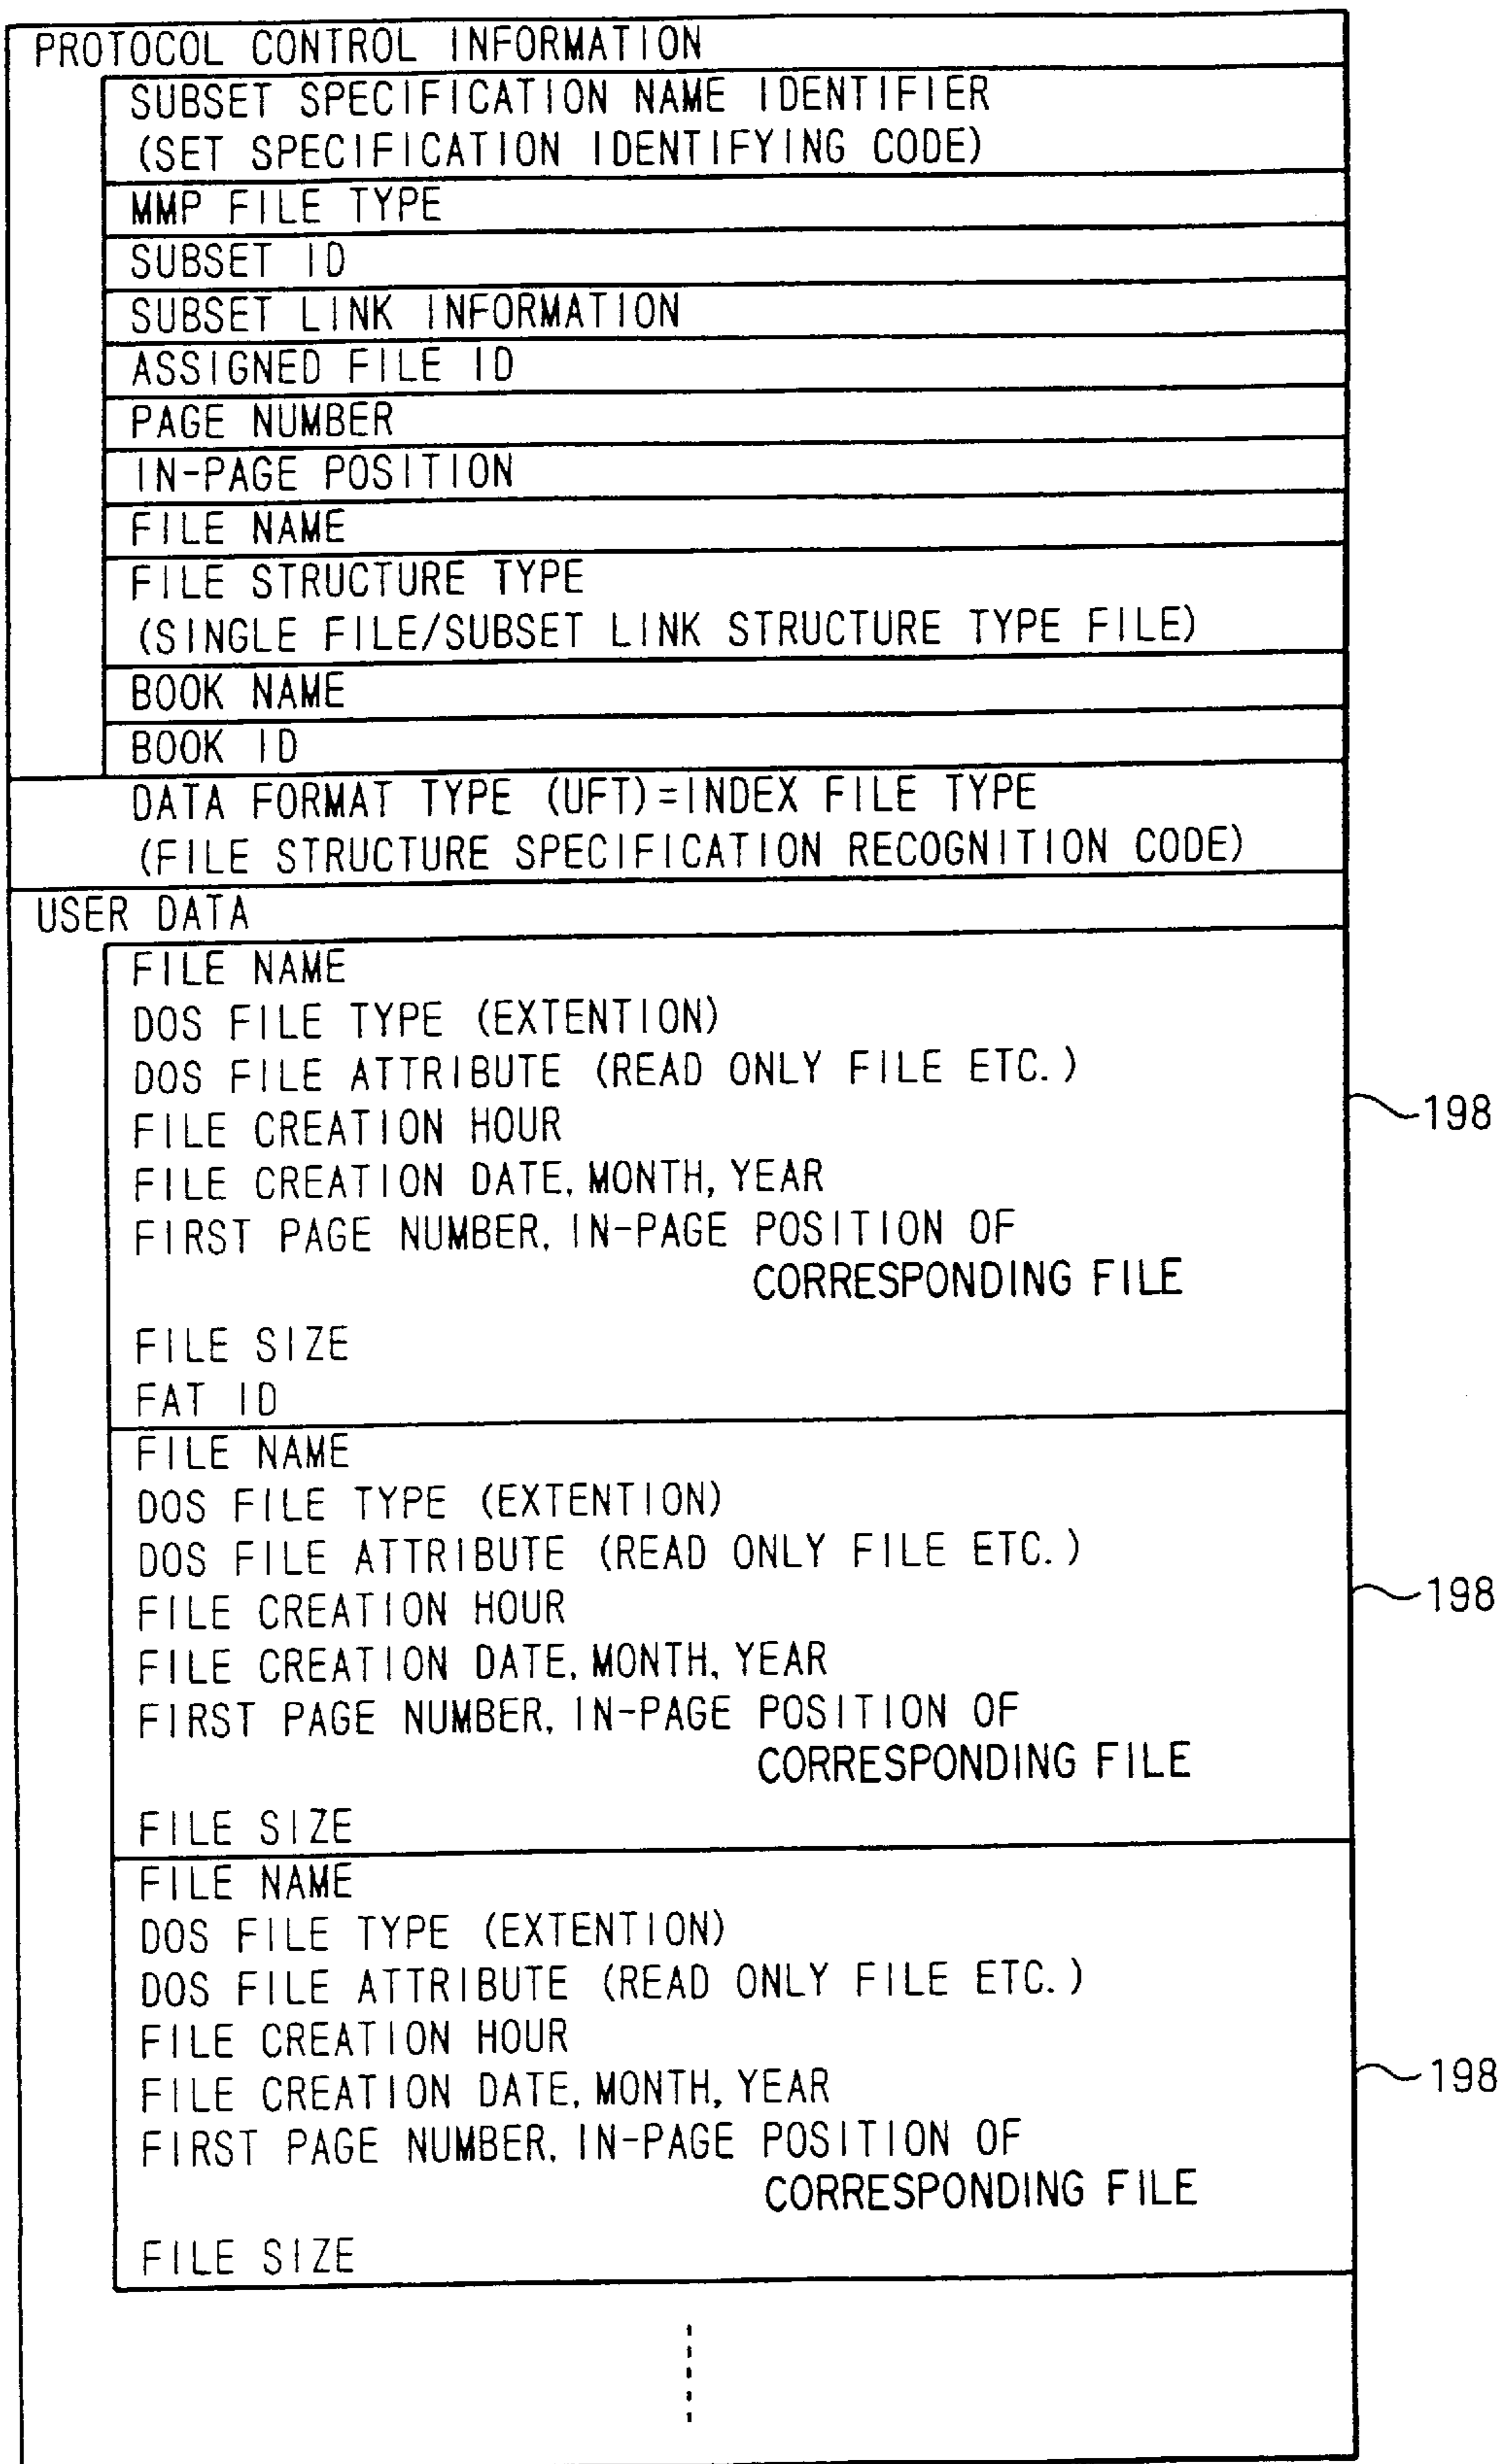 PROTOCOL CONTROL INFORMATION
SUBSET SPECIFICATION NAME IDENTIFIER
(SET SPECIFICATION IDENTIFYING CODE)
MMP FILE TYPE
SUBSET ID
SUBSET LINK INFORMATION
ASSIGNED FILE ID
PAGE NUMBER
IN-PAGE POSITION
FILE NAME
FILE STRUCTURE TYPE
(SINGLE FILE/SUBSET LINK STRUCTURE TYPE FILE)
BOOK NAME
BOOK ID
DATA FORMAT TYPE (UFT)=INDEX FILE TYPE
(FILE STRUCTURE SPECIFICATION RECOGNITION CODE)
USER DATA
FILE NAME
DOS FILE TYPE (EXTENTION)
DOS FILE ATTRIBUTE (READ ONLY FILE ETC.)
FILE CREATION HOUR
198
FILE CREATION DATE, MONTH, YEAR
FIRST PAGE NUMBER, IN-PAGE POSITION OF
CORRESPONDING FILE
FILE SIZE
FAT ID
FILE NAME
DOS FILE TYPE (EXTENTION)
DOS FILE ATTRIBUTE (READ ONLY FILE ETC.)
FILE CREATION HOUR
198
FILE CREATION DATE, MONTH, YEAR
FIRST PAGE NUMBER, IN-PAGE POSITION OF
CORRESPONDING FILE
FILE SIZE
FILE NAME
DOS FILE TYPE (EXTENTION)
DOS FILE ATTRIBUTE (READ ONLY FILE ETC.)
FILE CREATION HOUR
198
FILE CREATION DATE, MONTH, YEAR
FIRST PAGE NUMBER, IN-PAGE POSITION OF
CORRESPONDING FILE
FILE SIZE